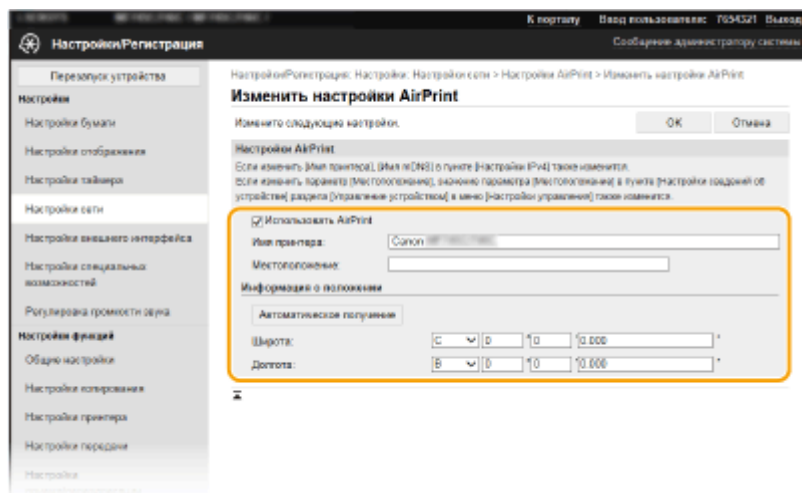 К порталу Ввод пользователя: 7654321 Выход
Настройки/Регистрация
Сообщение администратору системы
Перезапуск устройства
Настройки
Настройки бумаги
Настройки отображения
Настройки таймера
Настройки сети
Настройки внешнего интерфейса
Настройки специальных
возможностей
Регулировка громкости звука
Настройки функций
Общие настройки
Настройки копирования
Настройки принтера
Настройки передачи
Настройки
Настройки/Регистрация: Настройки: Настройки сети > Настройки AirPrint > Изменить настройки AirPrint
Изменить настройки AirPrint
Измените следующие настройки.
OK
Отмена
Настройки AirPrint
Если изменить [Имя принтера], [Имя mDNS] в пункте [Настройки IPv4] также изменится.
Если изменить параметр [Местоположение], значение параметра [Местоположение] в пункте [Настройки сведений об
устройстве] раздела [Управление устройством] в меню [Настройки управления] также изменится.
Использовать AirPrint
Имя принтера: Canon
Местоположение:
Информация о положении
Автоматическое получение
Широта: С 0 ° 0 ' 0.000 "
Долгота: В 0 ° 0 ' 0.000 "